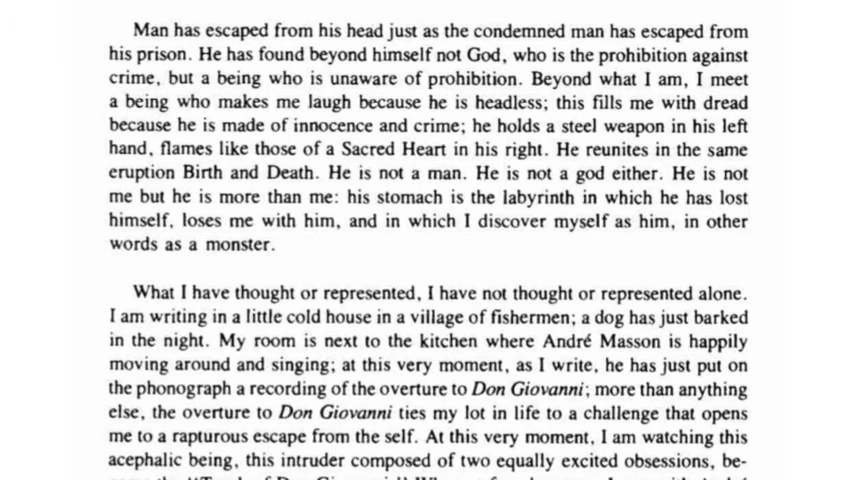 Man has escaped from his head just as the condemned man has escaped from
his prison. He has found beyond himself not God, who is the prohibition against
crime, but a being who is unaware of prohibition. Beyond what I am, I meet
a being who makes me laugh because he is headless; this fills me with dread
because he is made of innocence and crime; he holds a steel weapon in his left
hand, flames like those of a Sacred Heart in his right. He reunites in the same
eruption Birth and Death. He is not a man. He is not a god either. He is not
me but he is more than me: his stomach is the labyrinth in which he has lost
himself, loses me with him, and in which I discover myself as him, in other
words as a monster.
What I have thought or represented, I have not thought or represented alone.
I am writing in a little cold house in a village of fishermen; a dog has just barked
in the night. My room is next to the kitchen where André Masson is happily
moving around and singing; at this very moment, as I write, he has just put on
the phonograph a recording of the overture to Don Giovanni; more than anything
else, the overture to Don Giovanni ties my lot in life to a challenge that opens
me to a rapturous escape from the self. At this very moment, I am watching this
acephalic being, this intruder composed of two equally excited obsessions, be-